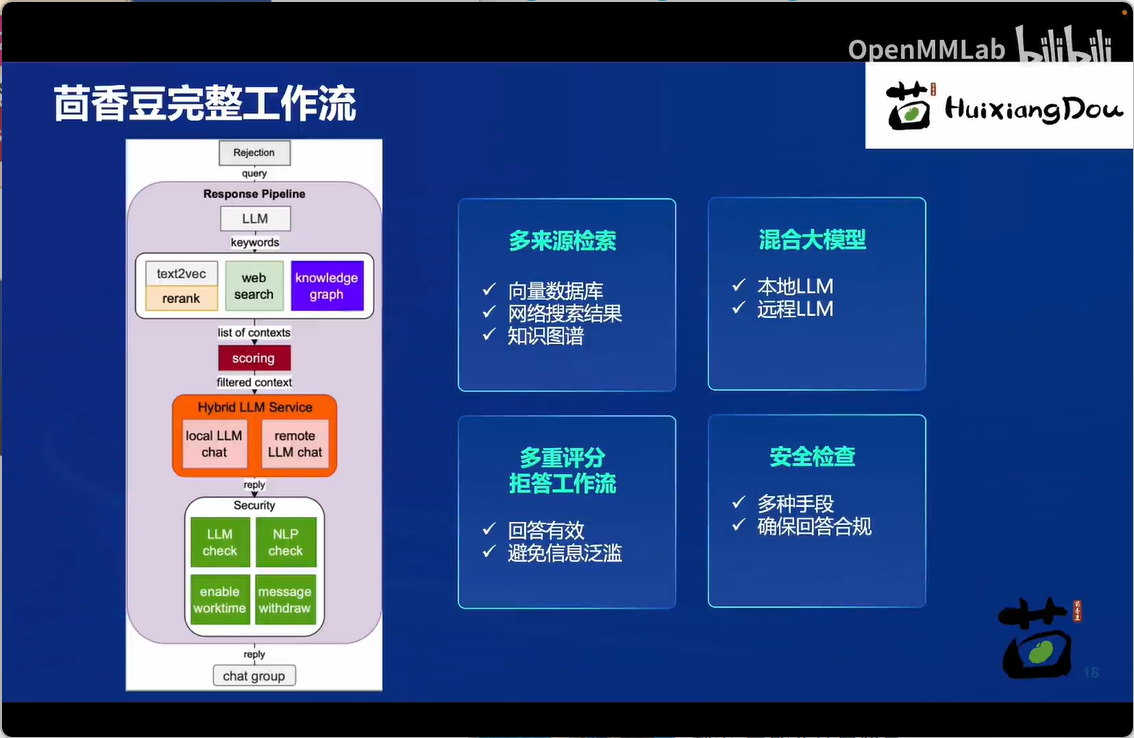 OpenMMLab bilibili
茴香豆完整工作流
HuixiangDou
Rejection
query
Response Pipeline
LLM
keywords
text2vec
rerank
web
search
knowledge
graph
list of contexts
scoring
filtered context
Hybrid LLM Service
local LLM
chat
remote
LLM chat
reply
Security
LLM
check
NLP
check
enable
worktime
message
withdraw
reply
chat group
多来源检索
✓ 向量数据库
✓ 网络搜索结果
✓ 知识图谱
混合大模型
✓ 本地LLM
✓ 远程LLM
多重评分
拒答工作流
✓ 回答有效
✓ 避免信息泛滥
安全检查
✓ 多种手段
✓ 确保回答合规
18